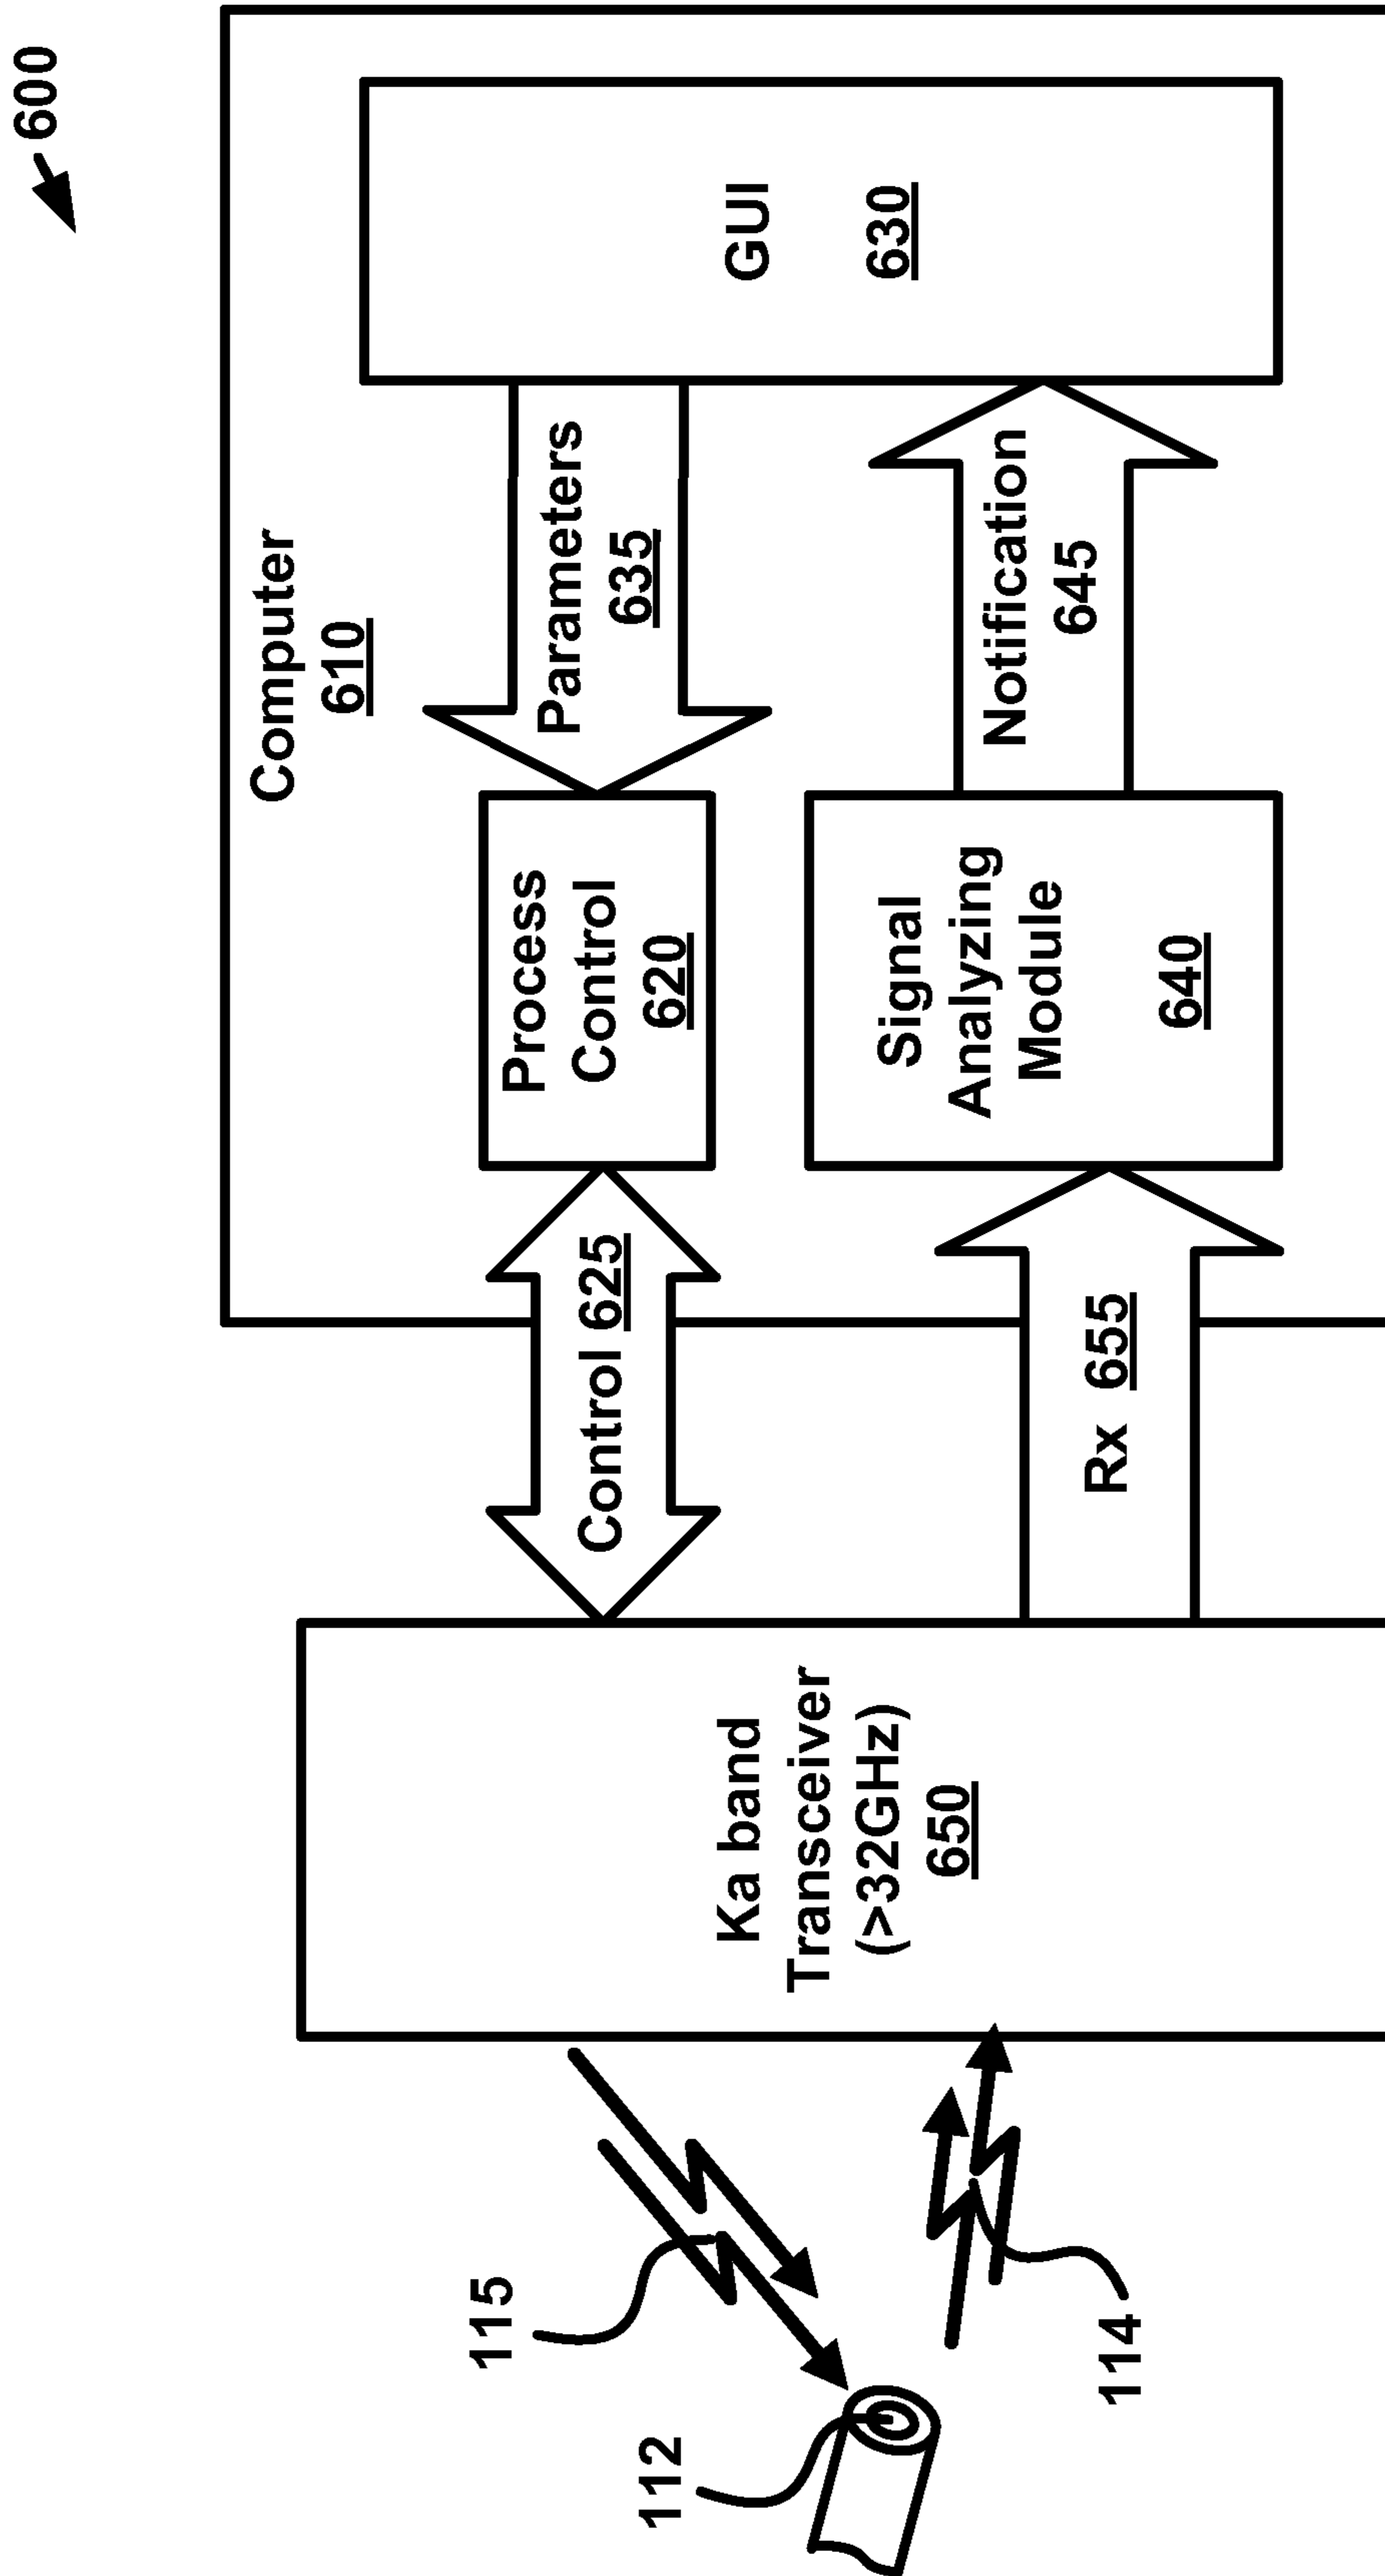 600
Computer
610
GUI
630
Parameters
635
Notification
645
Process
Control
620
Signal
Analyzing
Module
640
Control 625
Rx 655
Ka band
Transceiver
(>32GHz)
650
115
112
114